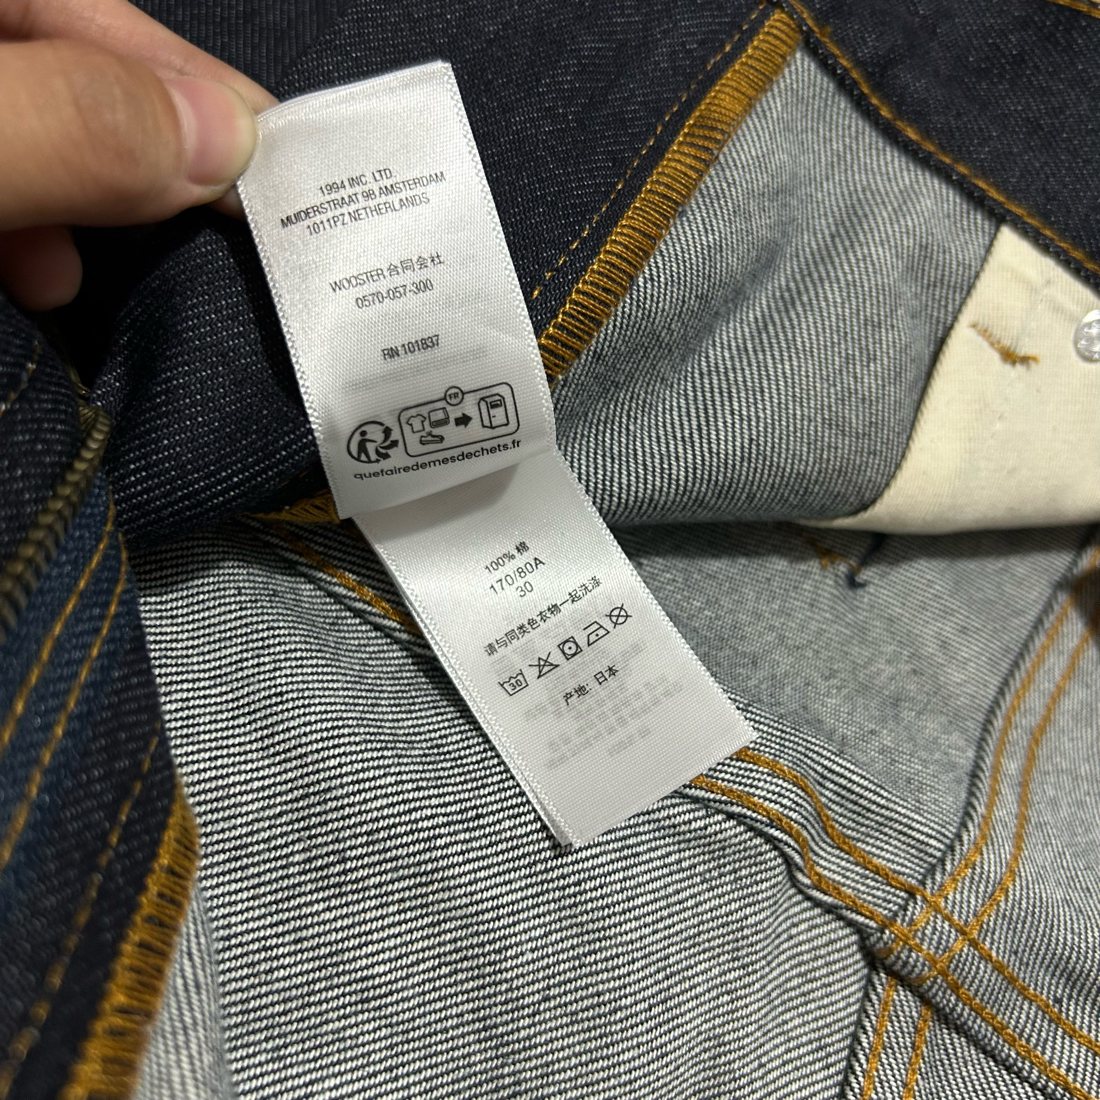 1994 INC. LTD.
MUIDERSTRAAT 9B AMSTERDAM
1011PZ NETHERLANDS
WOOSTER 合同会社
0570-057-300
RN 101837
FR
quefairedemesdechets.fr
100% 棉
170/80A
30
请与同类色衣物一起洗涤
30
产地: 日本